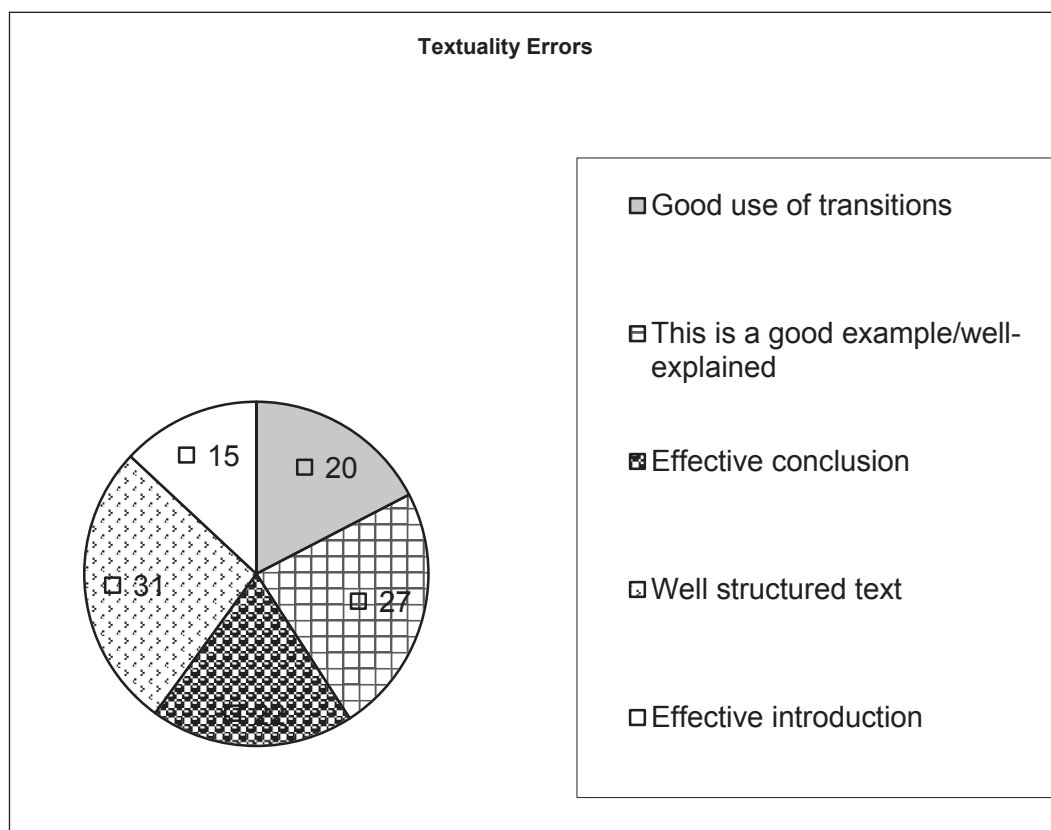 Textuality Errors
Good use of transitions
This is a good example/well-
explained
Effective conclusion
Well structured text
Effective introduction
15
20
31
27